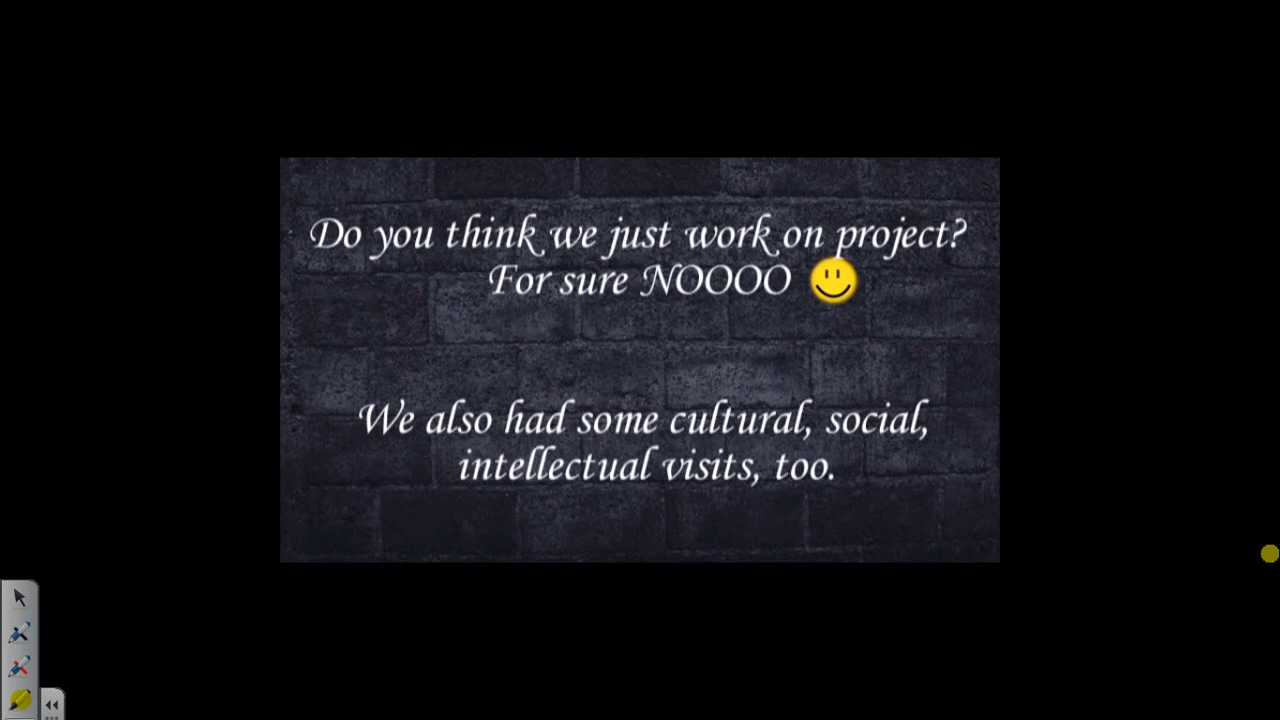 Do you think we just work on project?
For sure NOOOO
We also had some cultural, social,
intellectual visits, too.